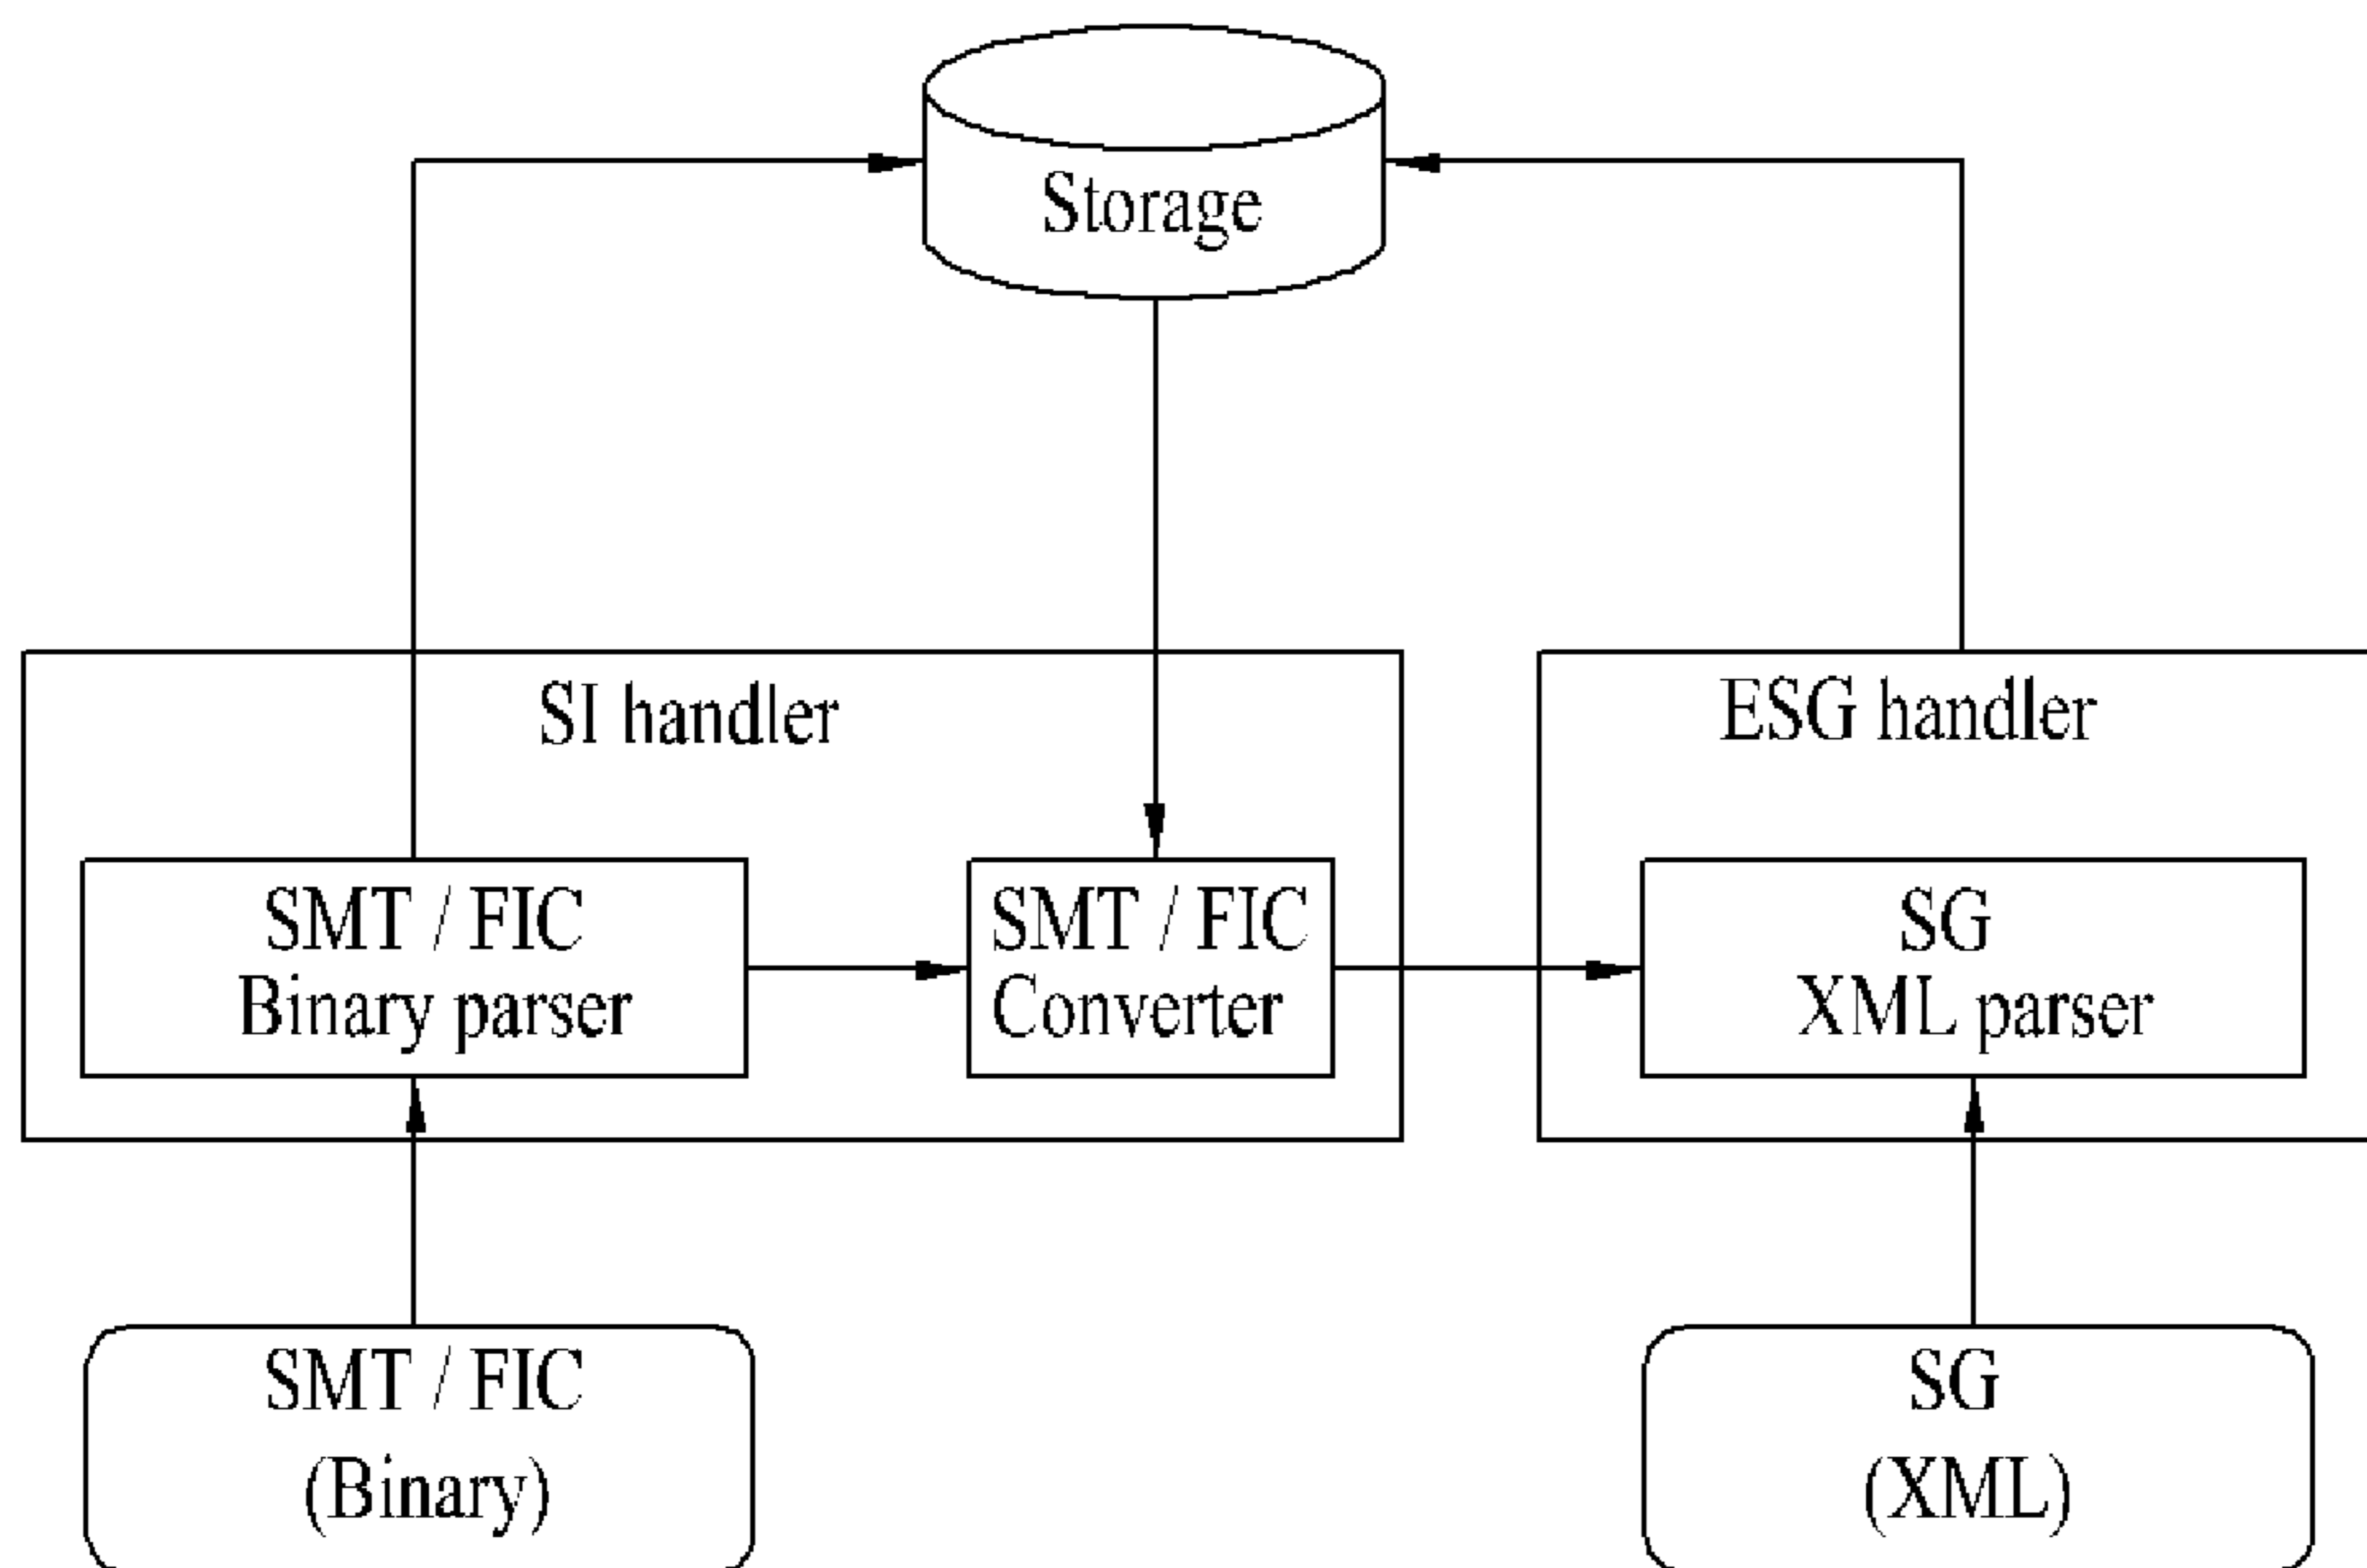 Storage
SI handler
ESG handler
SMT / FIC
Binary parser
SMT / FIC
Converter
SG
XML parser
SMT / FIC
(Binary)
SG
(XML)